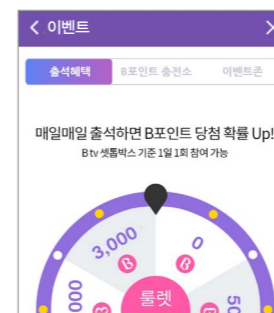 이벤트
출석혜택 B포인트 충전소 이벤트존
매일매일 출석하면 B포인트 당첨 확률 Up!
B tv 셋톱박스 기준 1일 1회 참여 가능
3,000 0
B B
룰렛